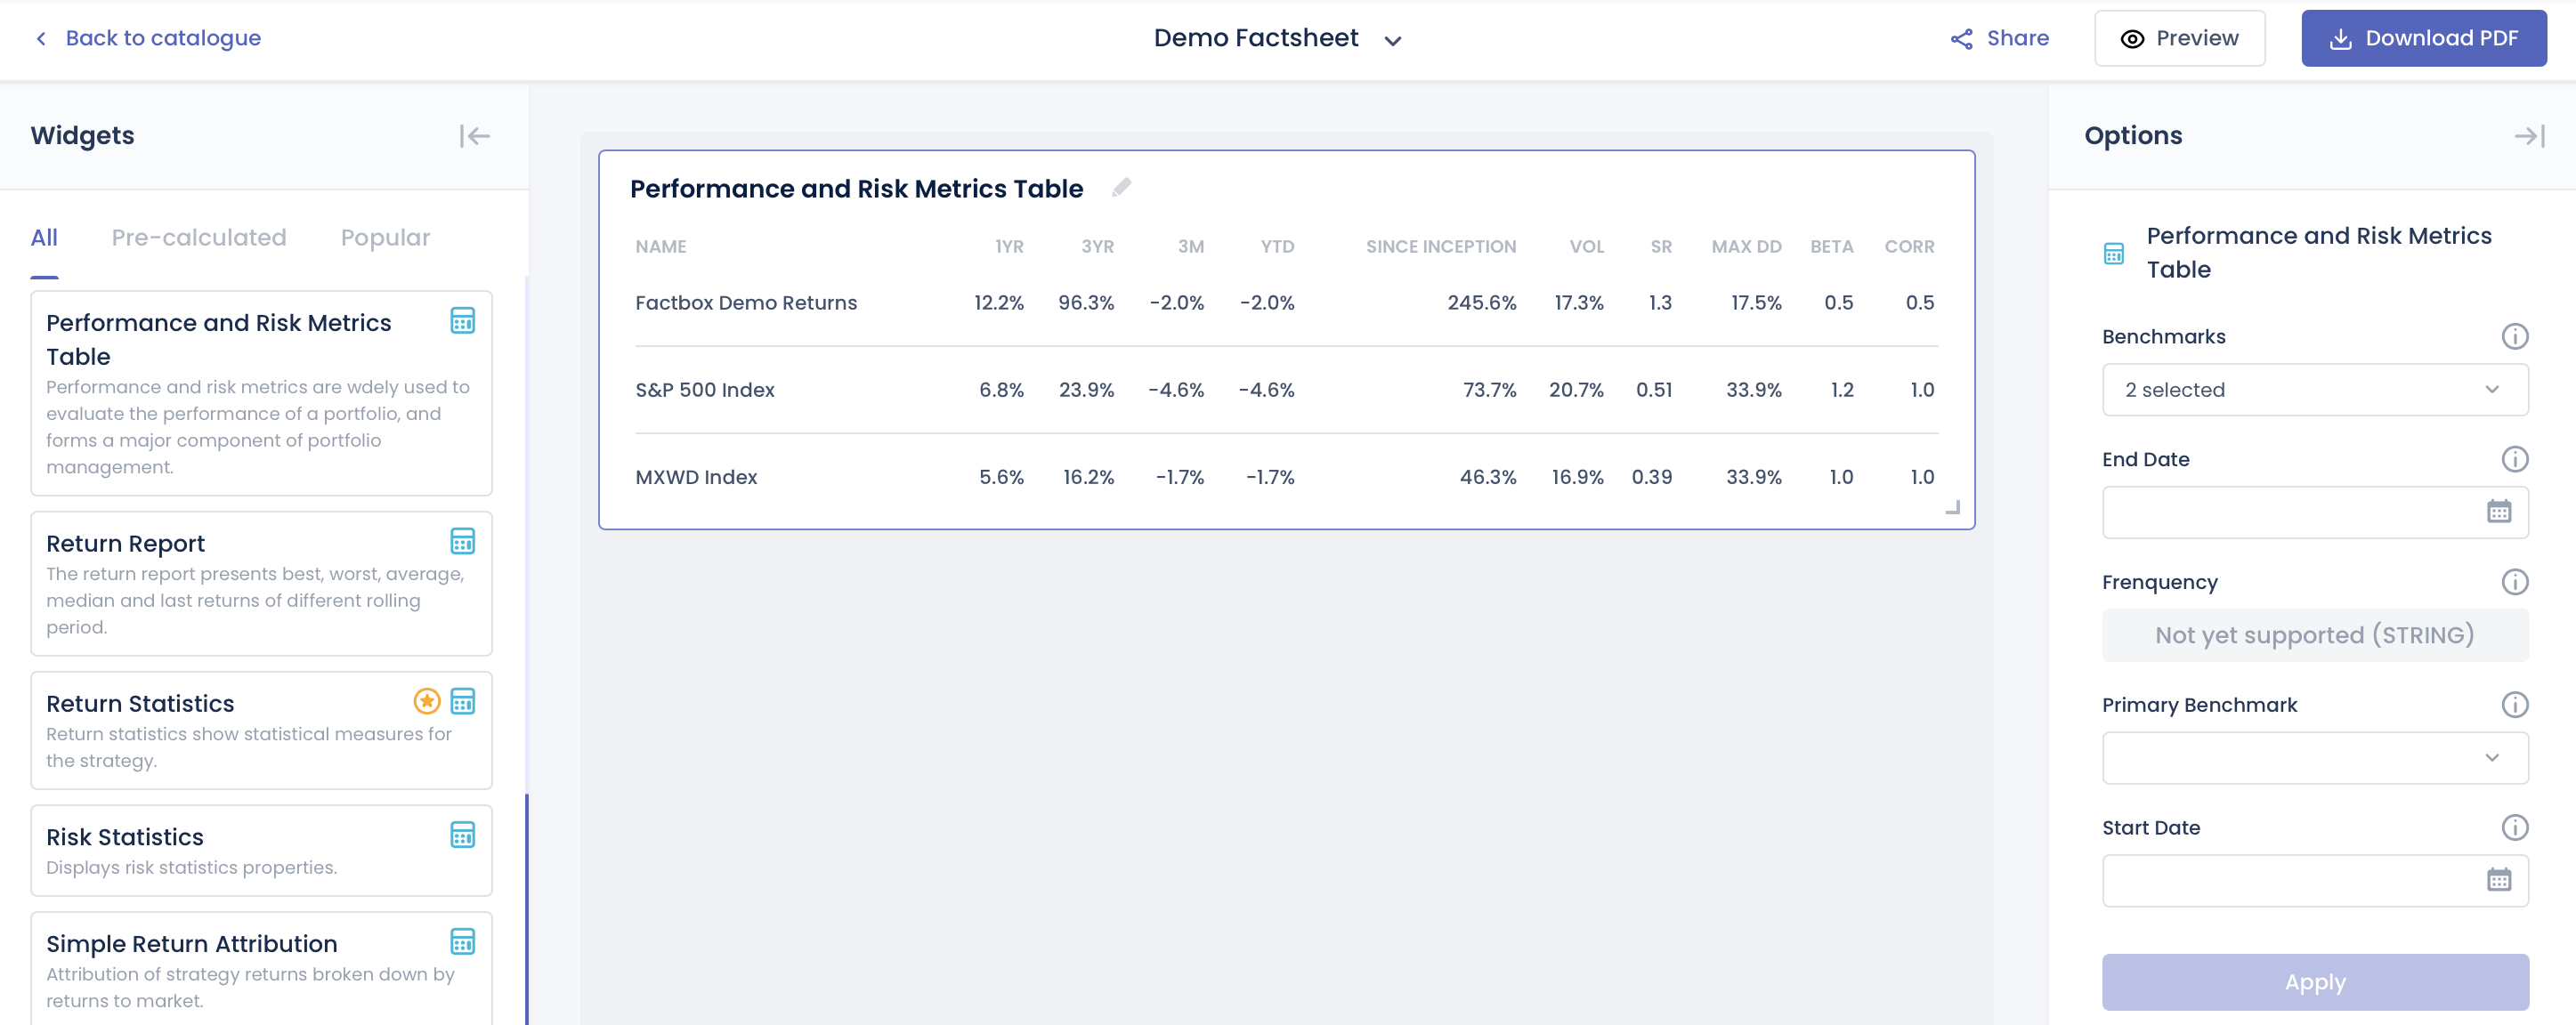 Back to catalogue
Demo Factsheet
Share
Preview
Download PDF
Widgets
All Pre-calculated Popular
Performance and Risk Metrics
Table
Performance and risk metrics are wdely used to
evaluate the performance of a portfolio, and
forms a major component of portfolio
management.
Return Report
The return report presents best, worst, average,
median and last returns of different rolling
period.
Return Statistics
Return statistics show statistical measures for
the strategy.
Risk Statistics
Displays risk statistics properties.
Simple Return Attribution
Attribution of strategy returns broken down by
returns to market.
Performance and Risk Metrics Table
NAME 1YR 3YR 3M YTD SINCE INCEPTION VOL SR MAX DD BETA CORR
Factbox Demo Returns 12.2% 96.3% -2.0% -2.0% 245.6% 17.3% 1.3 17.5% 0.5 0.5
S&P 500 Index 6.8% 23.9% -4.6% -4.6% 73.7% 20.7% 0.51 33.9% 1.2 1.0
MXWD Index 5.6% 16.2% -1.7% -1.7% 46.3% 16.9% 0.39 33.9% 1.0 1.0
Options
Performance and Risk Metrics
Table
Benchmarks
2 selected
End Date
Frenquency
Not yet supported (STRING)
Primary Benchmark
Start Date
Apply